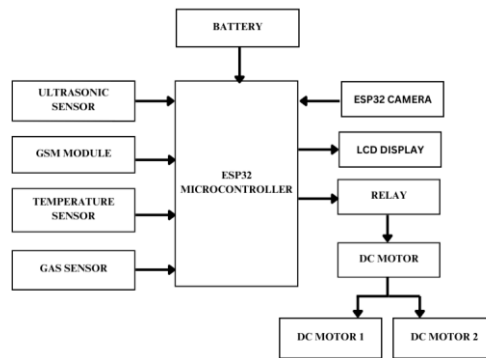 BATTERY
ULTRASONIC
SENSOR
GSM MODULE
TEMPERATURE
SENSOR
GAS SENSOR
ESP32
MICROCONTROLLER
ESP32 CAMERA
LCD DISPLAY
RELAY
DC MOTOR
DC MOTOR 1
DC MOTOR 2